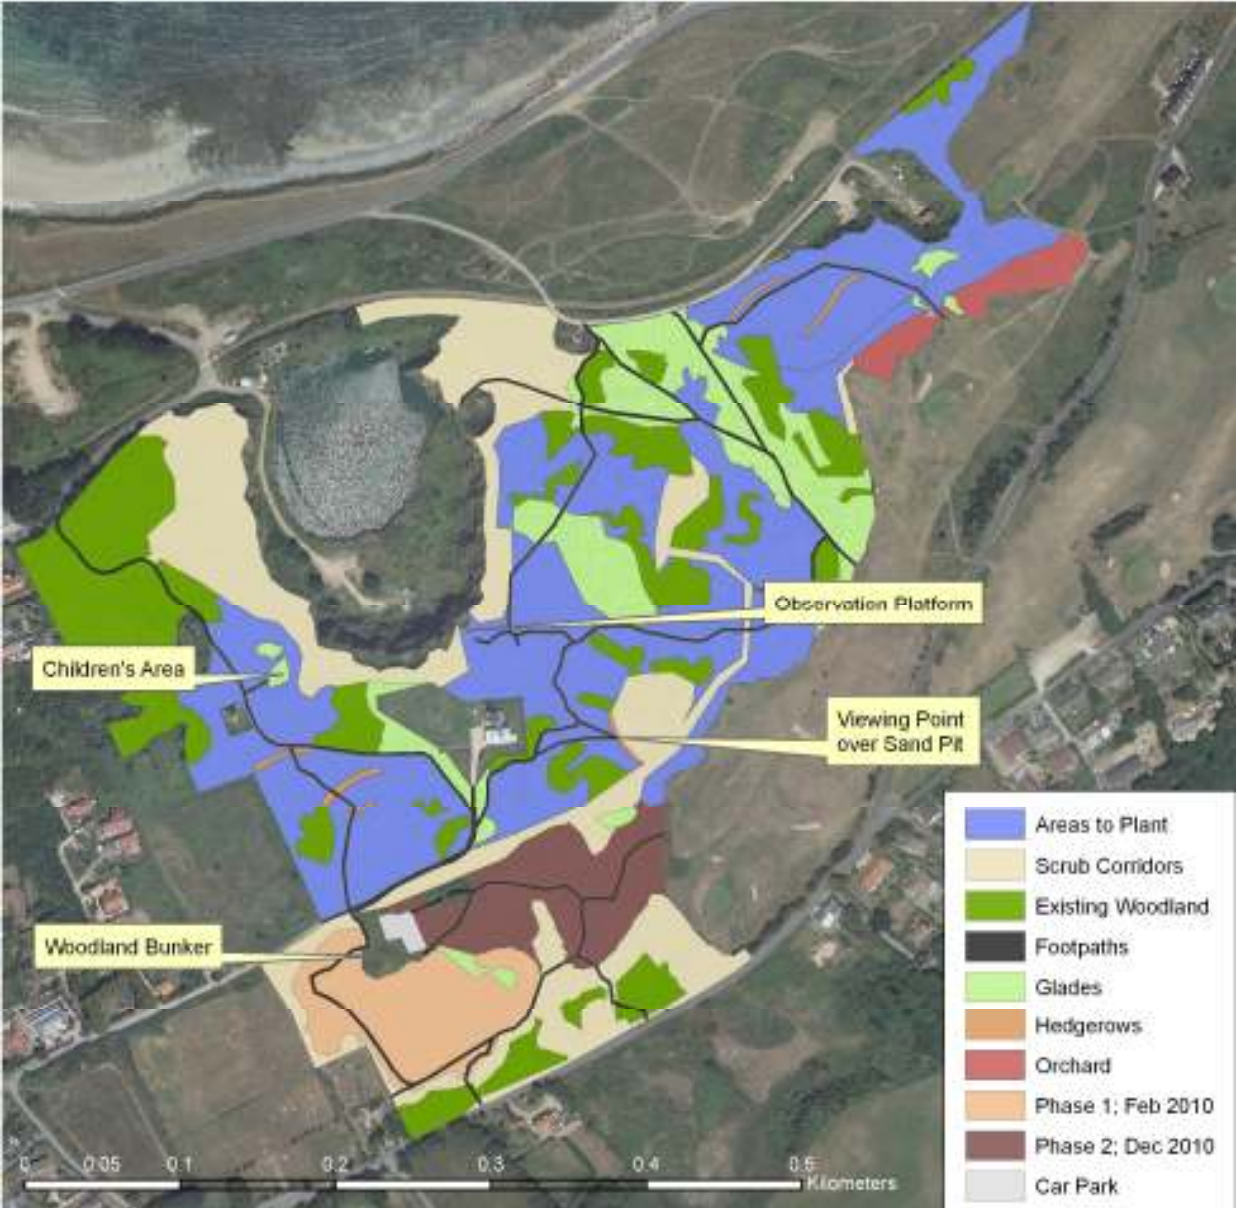 Observation Platform
Children's Area
Viewing Point
over Sand Pit
Woodland Bunker
Areas to Plant
Scrub Corridors
Existing Woodland
Footpaths
Glades
Hedgerows
Orchard
Phase 1; Feb 2010
Phase 2; Dec 2010
Car Park
0 0.05 0.1 0.2 0.3 0.4 0.5
Kilometers